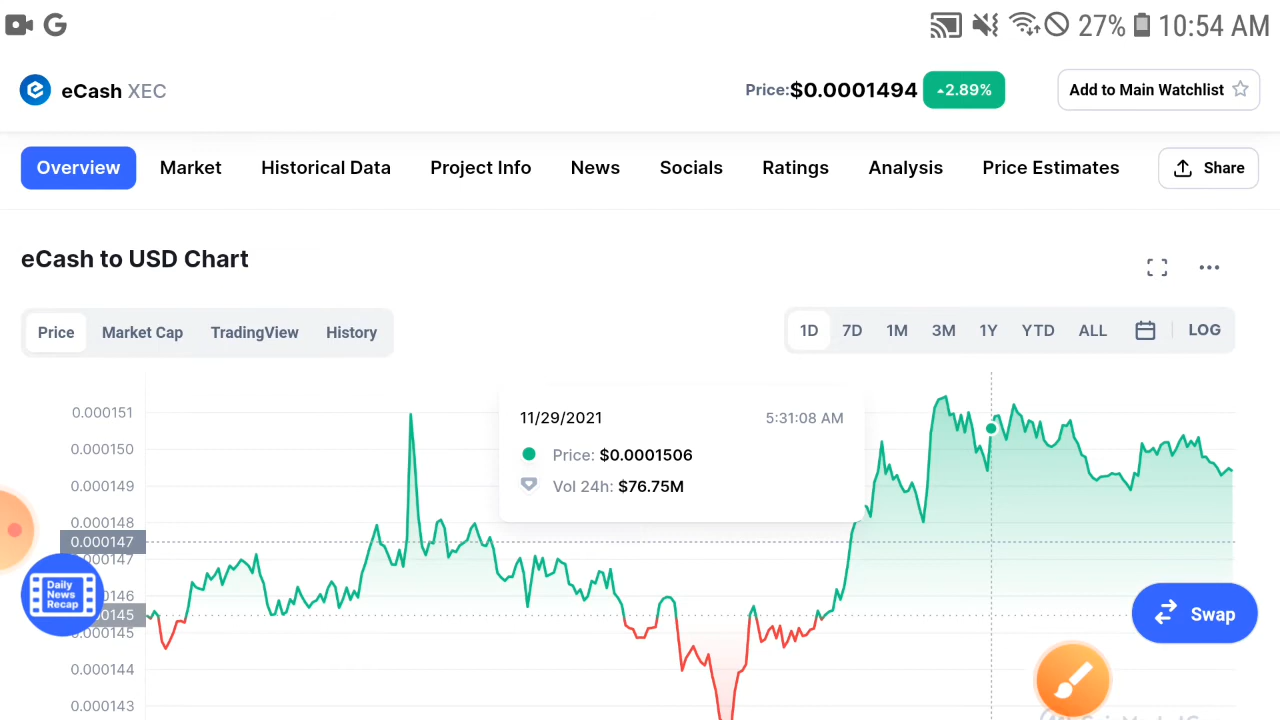 27% 10:54 AM
eCash XEC
Price:$0.0001494 2.89% Add to Main Watchlist
Overview Market Historical Data Project Info News Socials Ratings Analysis Price Estimates Share
eCash to USD Chart
Price Market Cap TradingView History
1D 7D 1M 3M 1Y YTD ALL LOG
0.000151
0.000150
0.000149
0.000148
0.000147
0.000147
0.000146
0.000145
0.000144
0.000143
11/29/2021 5:31:08 AM
Price: $0.0001506
Vol 24h: $76.75M
Daily
News
Recap
Swap